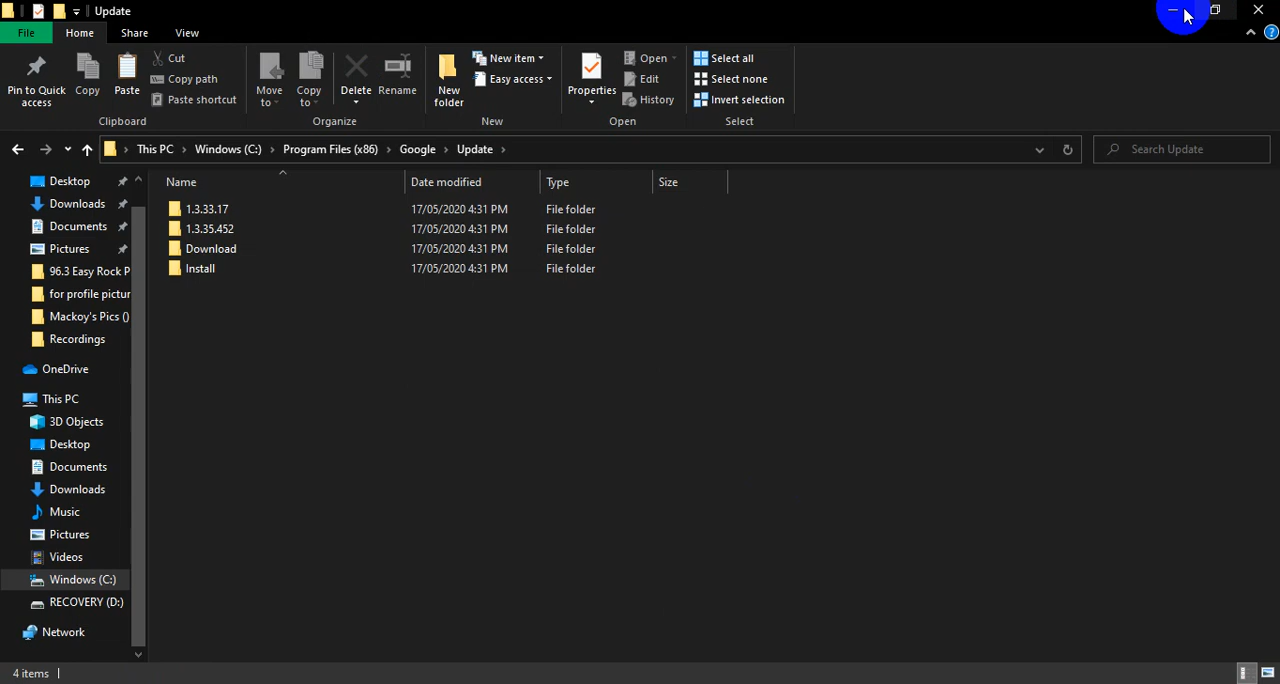 Update
File Home Share View
Pin to Quick access
Copy
Paste
Cut
Copy path
Paste shortcut
Clipboard
Move to
Copy to
Delete
Rename
Organize
New folder
New item
Easy access
New
Properties
Open
Edit
History
Open
Select all
Select none
Invert selection
Select
This PC > Windows (C:) > Program Files (x86) > Google > Update >
Search Update
Name Date modified Type Size
1.3.33.17 17/05/2020 4:31 PM File folder
1.3.35.452 17/05/2020 4:31 PM File folder
Download 17/05/2020 4:31 PM File folder
Install 17/05/2020 4:31 PM File folder
Desktop
Downloads
Documents
Pictures
96.3 Easy Rock P
for profile pictur
Mackoy's Pics ()
Recordings
OneDrive
This PC
3D Objects
Desktop
Documents
Downloads
Music
Pictures
Videos
Windows (C:)
RECOVERY (D:)
Network
4 items